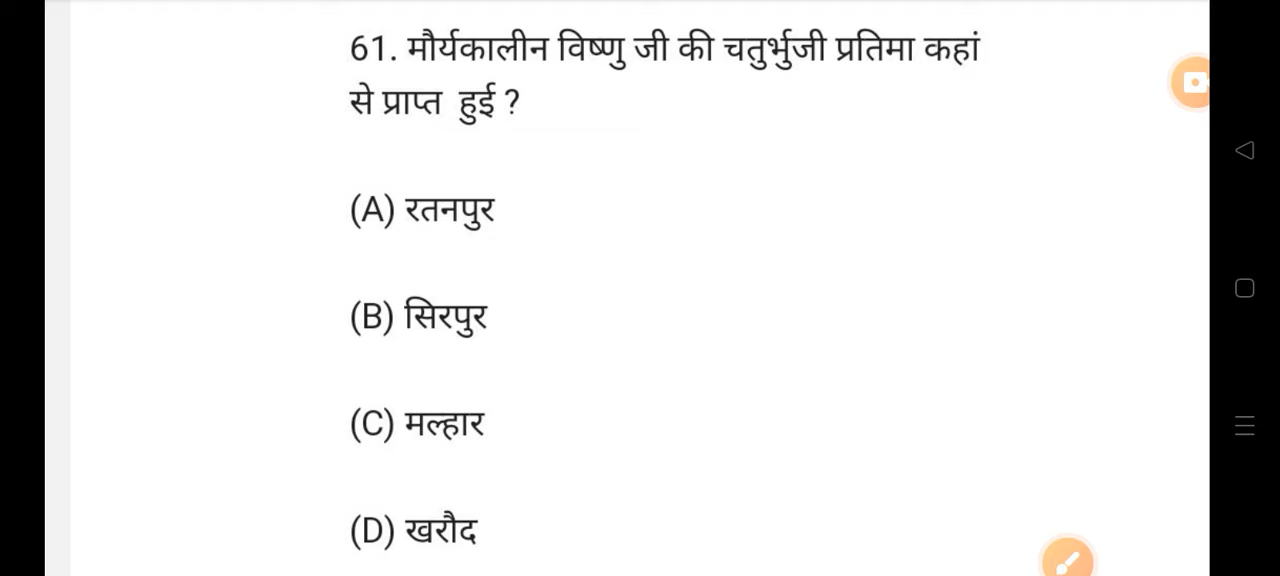 61. मौर्यकालीन विष्णु जी की चतुर्भुजी प्रतिमा कहां
से प्राप्त हुई ?
(A) रतनपुर
(B) सिरपुर
(C) मल्हार
(D) खरौद